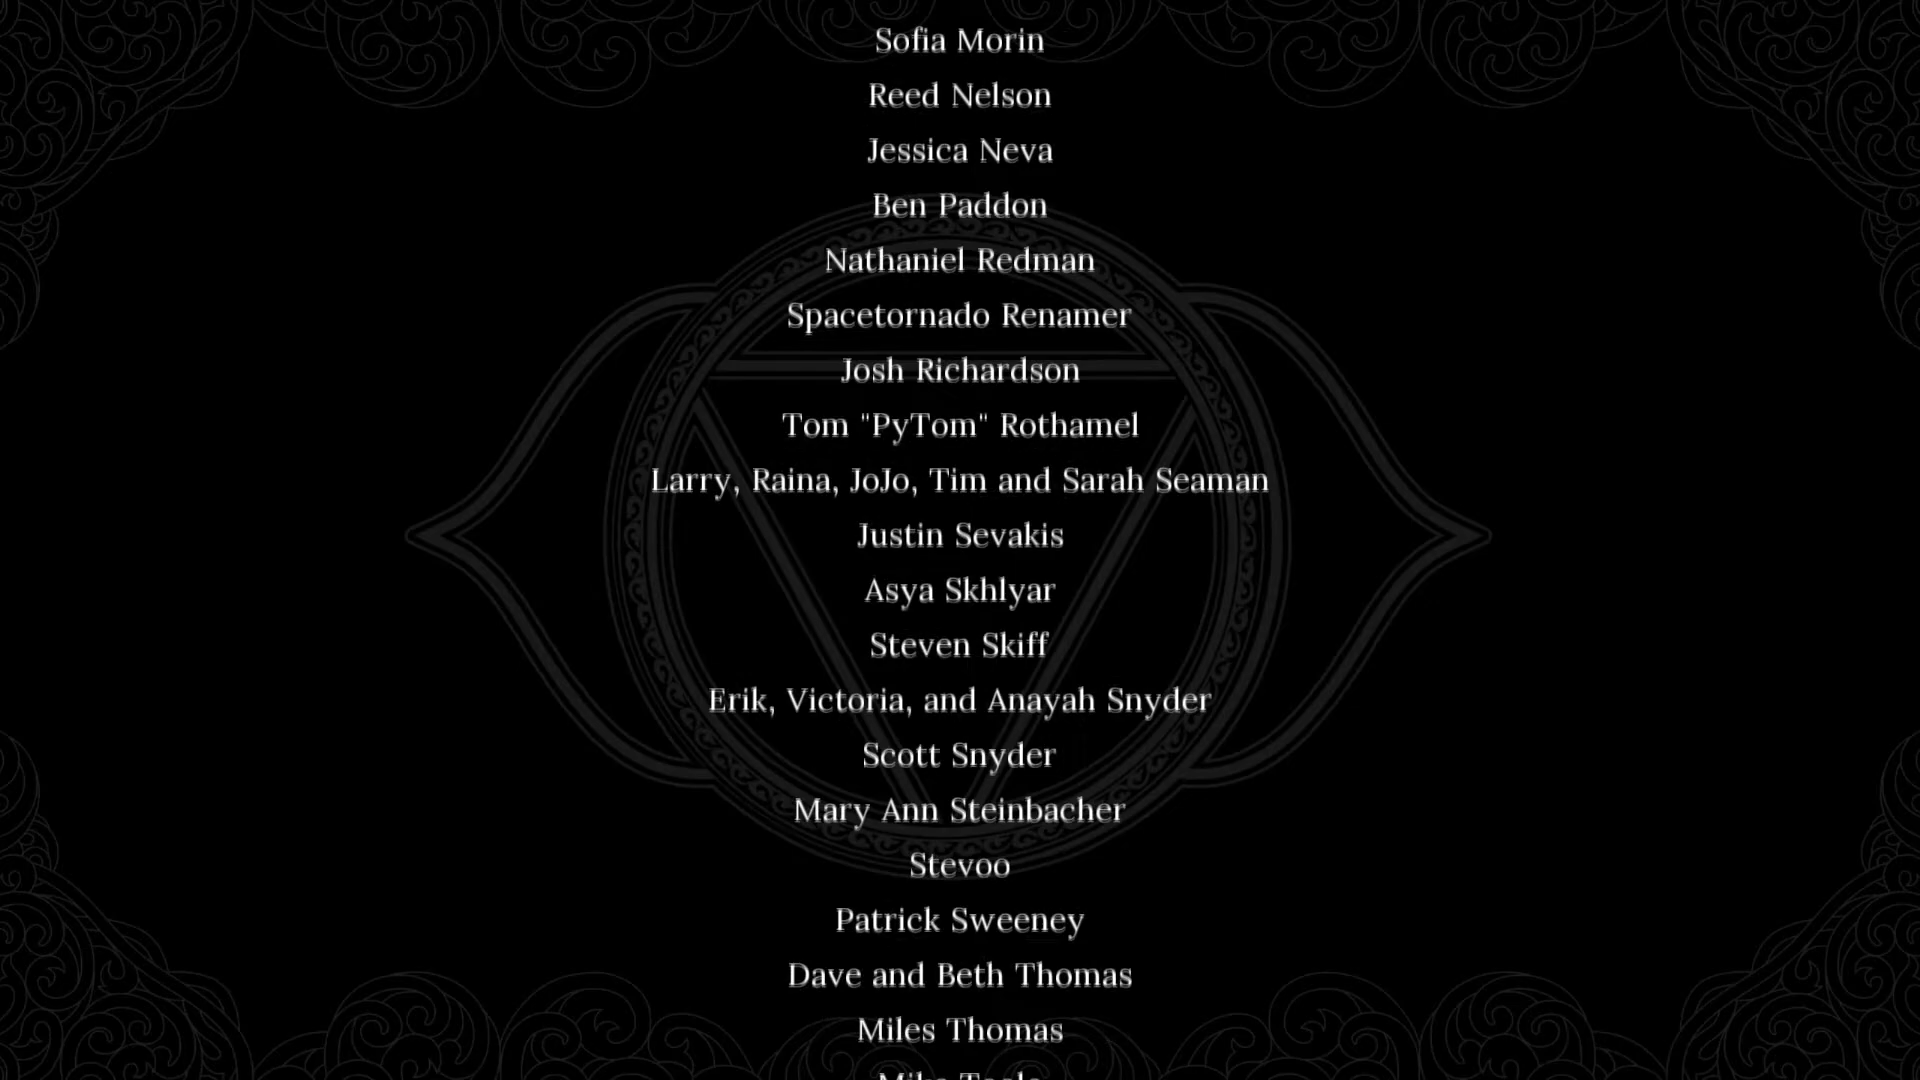 Sofia Morin
Reed Nelson
Jessica Neva
Ben Paddon
Nathaniel Redman
Spacetornado Renamer
Josh Richardson
Tom "PyTom" Rothamel
Larry, Raina, JoJo, Tim and Sarah Seaman
Justin Sevakis
Asya Skhlyar
Steven Skiff
Erik, Victoria, and Anayah Snyder
Scott Snyder
Mary Ann Steinbacher
Stevoo
Patrick Sweeney
Dave and Beth Thomas
Miles Thomas